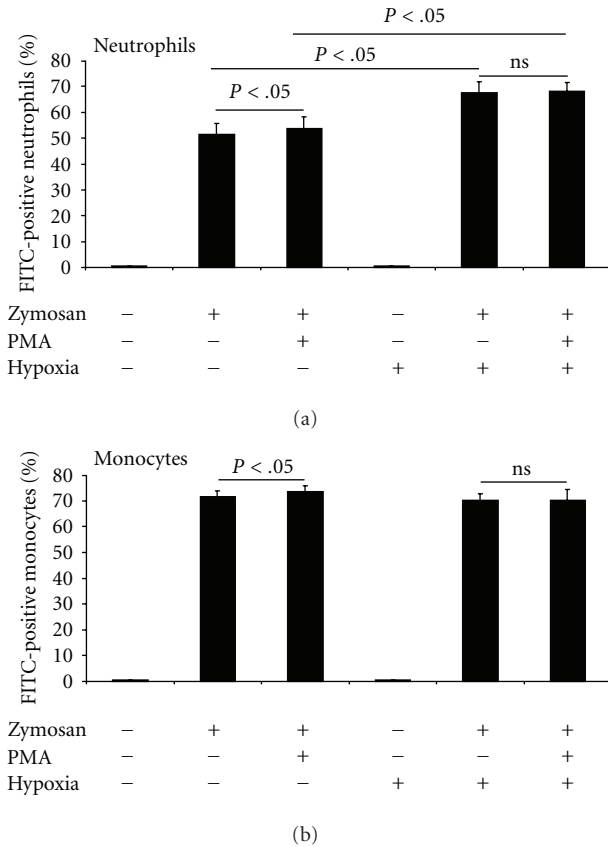 P < .05
Neutrophils
P < .05
ns
P < .05
FITC-positive neutrophils (%)
80
70
60
50
40
30
20
10
0
Zymosan − + + − + +
PMA − − + − − +
Hypoxia − − − + + +
(a)
Monocytes
P < .05
ns
FITC-positive monocytes (%)
80
70
60
50
40
30
20
10
0
Zymosan − + + − + +
PMA − − + − − +
Hypoxia − − − + + +
(b)